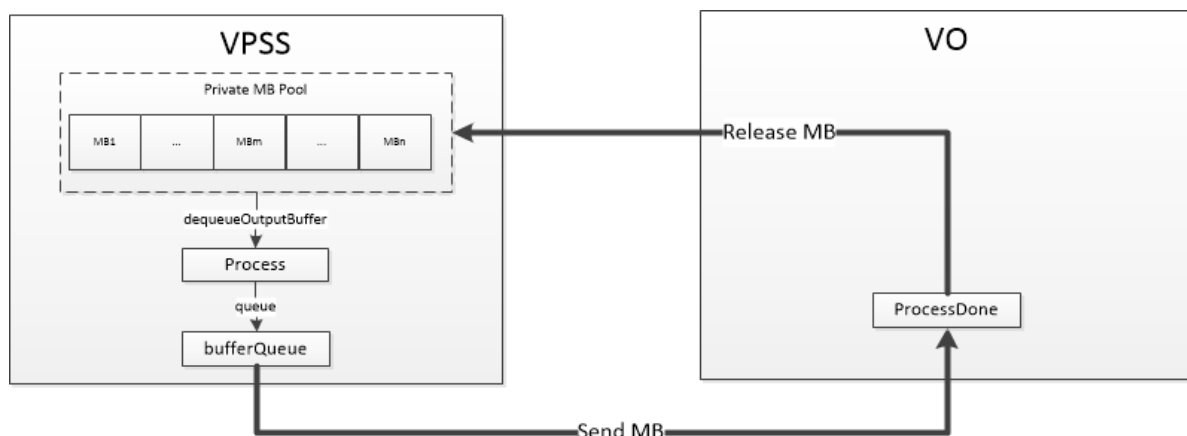 VPSS
Private MB Pool
MB1
...
MBm
...
MBn
dequeueOutputBuffer
Process
queue
bufferQueue
VO
Release MB
ProcessDone
Send MB